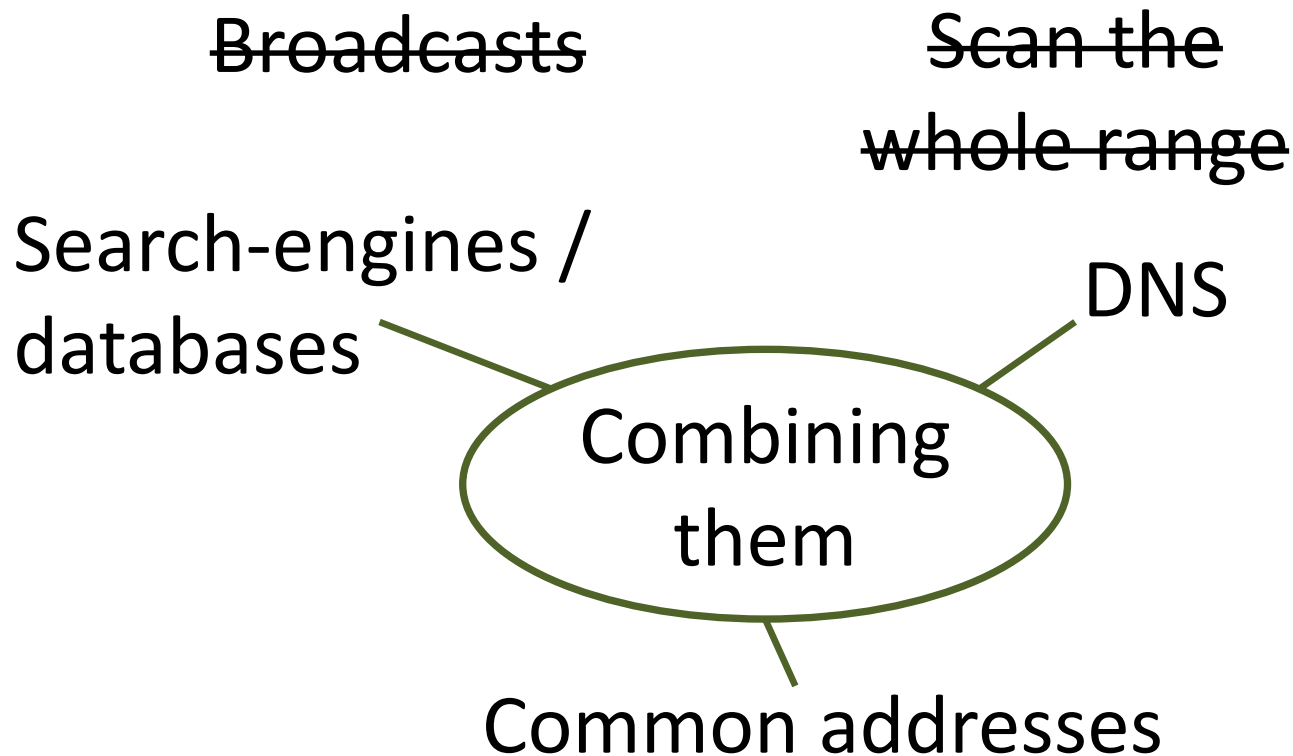 Broadcasts
Scan the
whole range
Search-engines /
databases
DNS
Combining
them
Common addresses